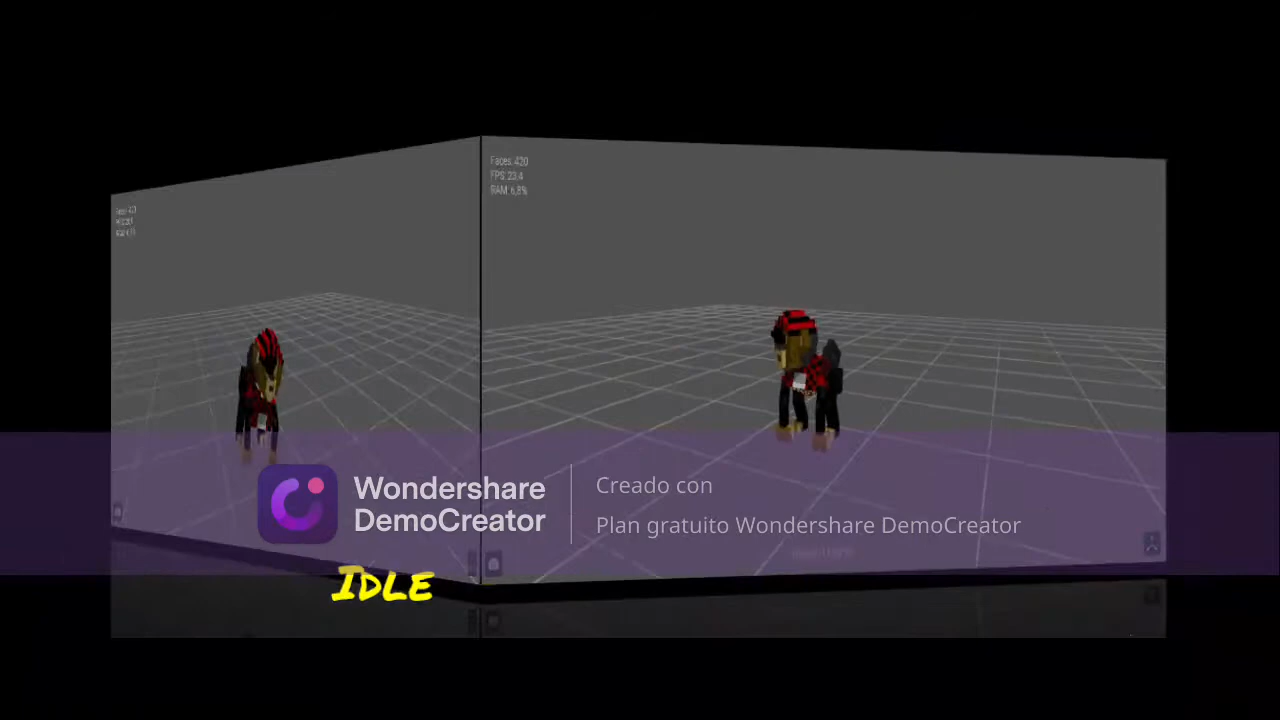 Faces: 420
FPS: 23,4
RAM: 6,8%
Wondershare
DemoCreator
Creado con
Plan gratuito Wondershare DemoCreator
IDLE